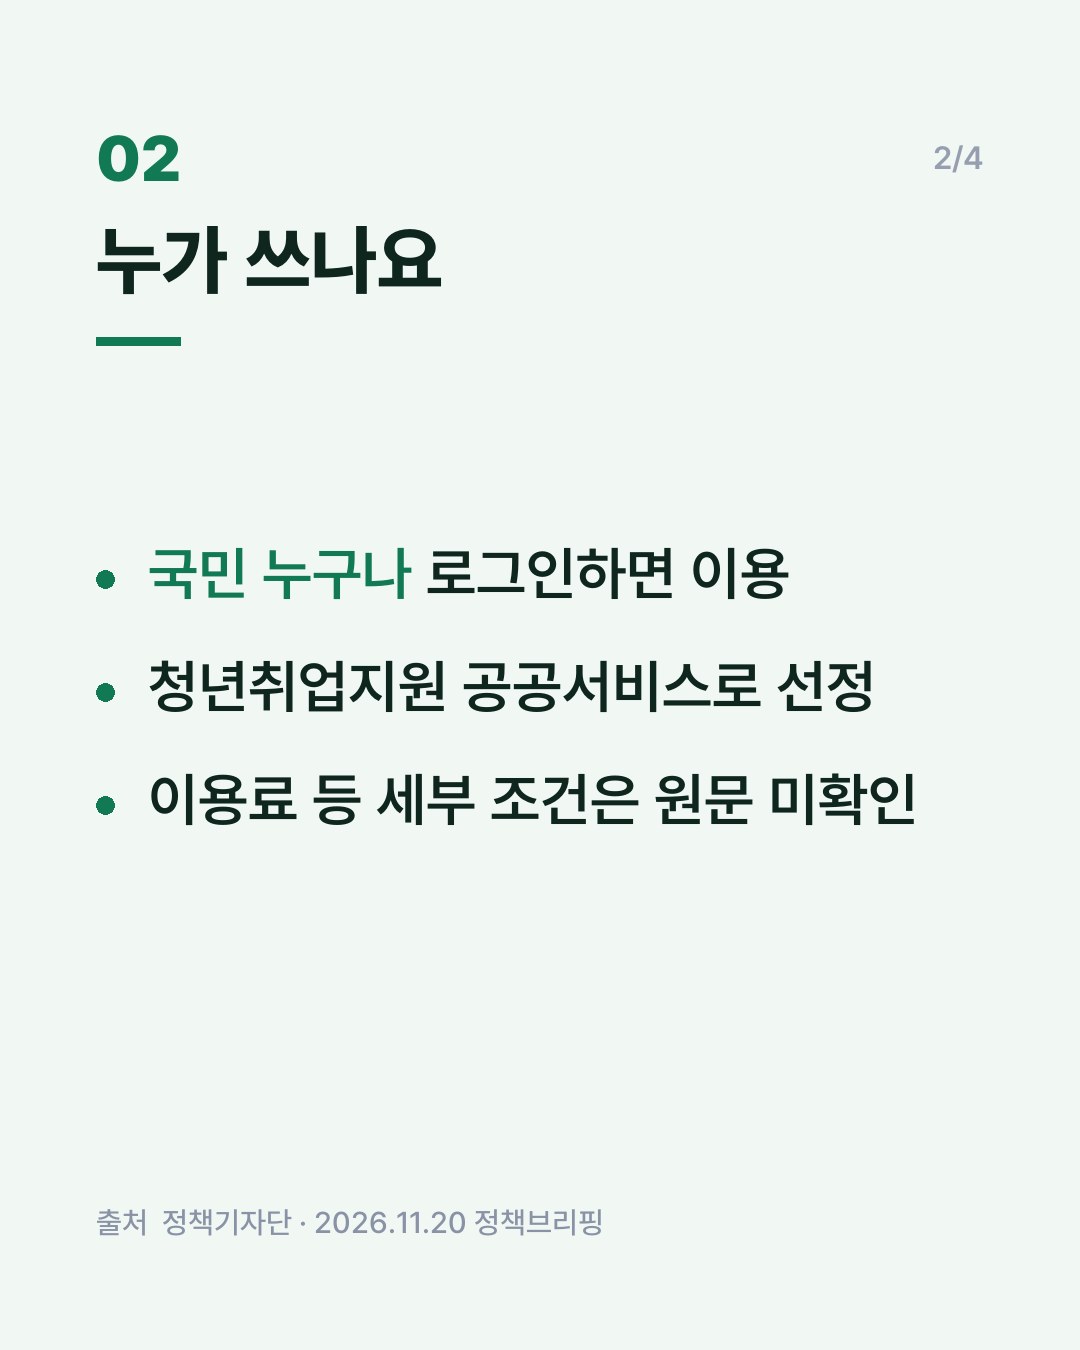 02
2/4
누가 쓰나요
국민 누구나 로그인하면 이용
청년취업지원 공공서비스로 선정
이용료 등 세부 조건은 원문 미확인
출처 정책기자단 · 2026.11.20 정책브리핑